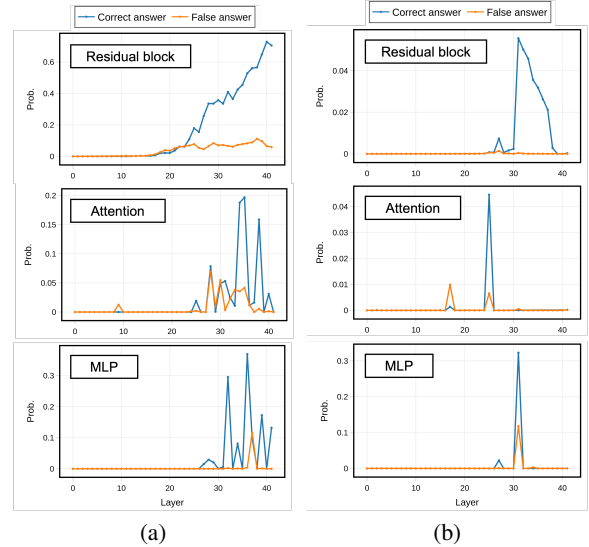 Correct answer False answer
Residual block
Prob.
0.6
0.4
0.2
0
0 10 20 30 40
Attention
Prob.
0.2
0.15
0.1
0.05
0
0 10 20 30 40
MLP
Prob.
0.3
0.2
0.1
0
0 10 20 30 40
Layer
(a)
Correct answer False answer
Residual block
Prob.
0.04
0.02
0
0 10 20 30 40
Attention
Prob.
0.04
0.03
0.02
0.01
0
0 10 20 30 40
MLP
Prob.
0.3
0.2
0.1
0
0 10 20 30 40
Layer
(b)